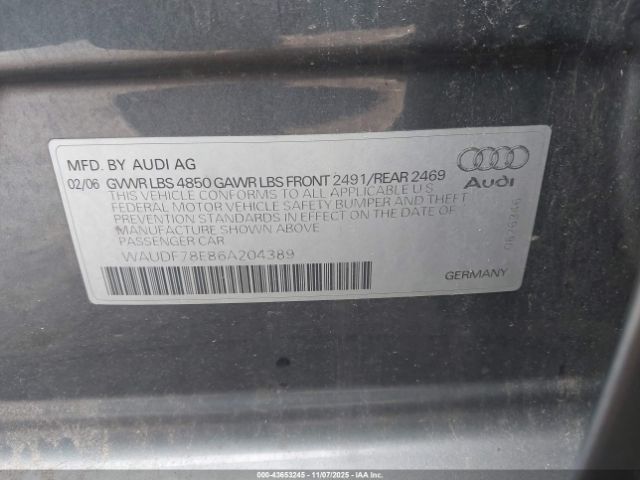 MFD. BY AUDI AG
02/06 GVWR LBS 4850 GAWR LBS FRONT 2491/REAR 2469
THIS VEHICLE CONFORMS TO ALL APPLICABLE U.S.
FEDERAL MOTOR VEHICLE SAFETY BUMPER AND THEFT
PREVENTION STANDARDS IN EFFECT ON THE DATE OF
MANUFACTURE SHOWN ABOVE
PASSENGER CAR
WAUDF78E86A204389
Audi
GERMANY
000-43653245 - 11/07/2025 - IAAI, Inc.